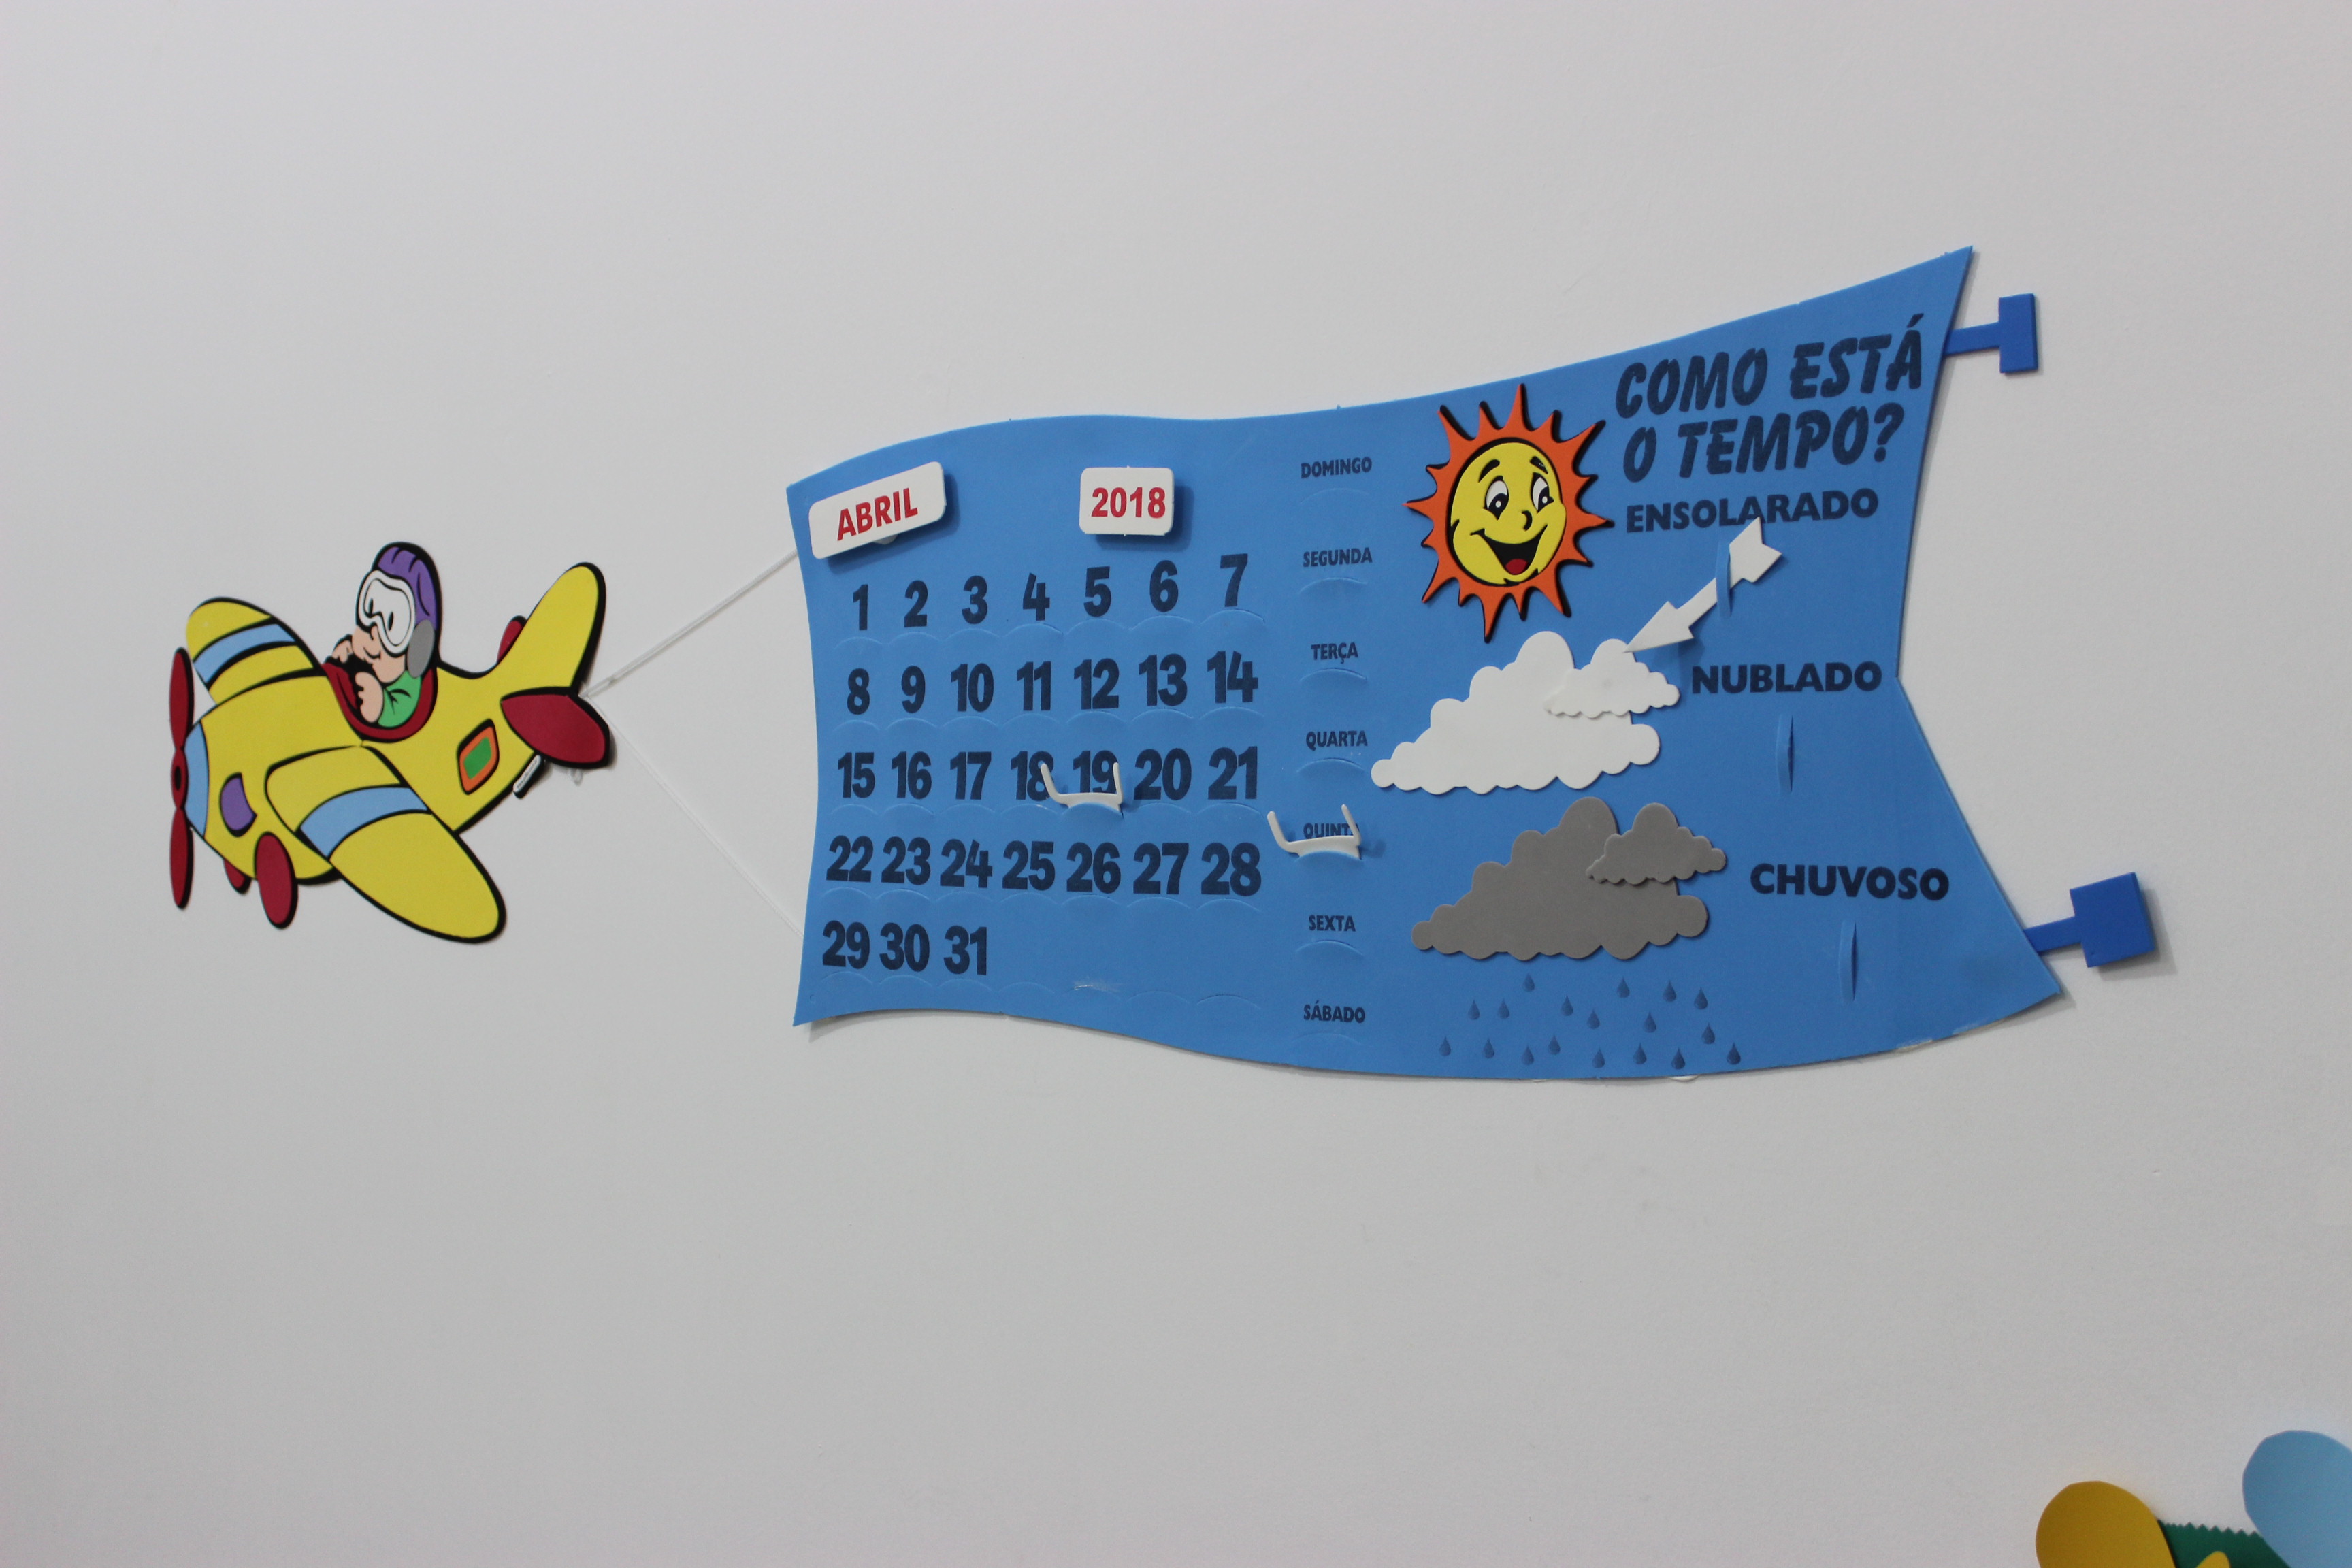 ABRIL
2018
1 2 3 4 5 6 7
8 9 10 11 12 13 14
15 16 17 18 19 20 21
22 23 24 25 26 27 28
29 30 31
DOMINGO
SEGUNDA
TERÇA
QUARTA
QUINTA
SEXTA
SÁBADO
COMO ESTÁ
O TEMPO?
ENSOLARADO
NUBLADO
CHUVOSO